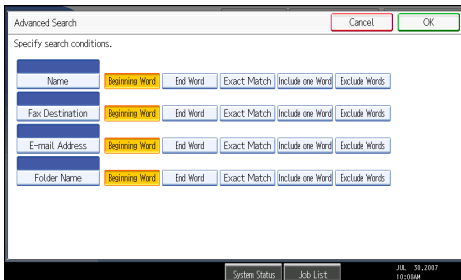 Advanced Search Cancel OK
Specify search conditions.
Name Beginning Word End Word Exact Match Include one Word Exclude Words
Fax Destination Beginning Word End Word Exact Match Include one Word Exclude Words
E-mail Address Beginning Word End Word Exact Match Include one Word Exclude Words
Folder Name Beginning Word End Word Exact Match Include one Word Exclude Words
System Status Job List JUL 30,2007
10:00AM